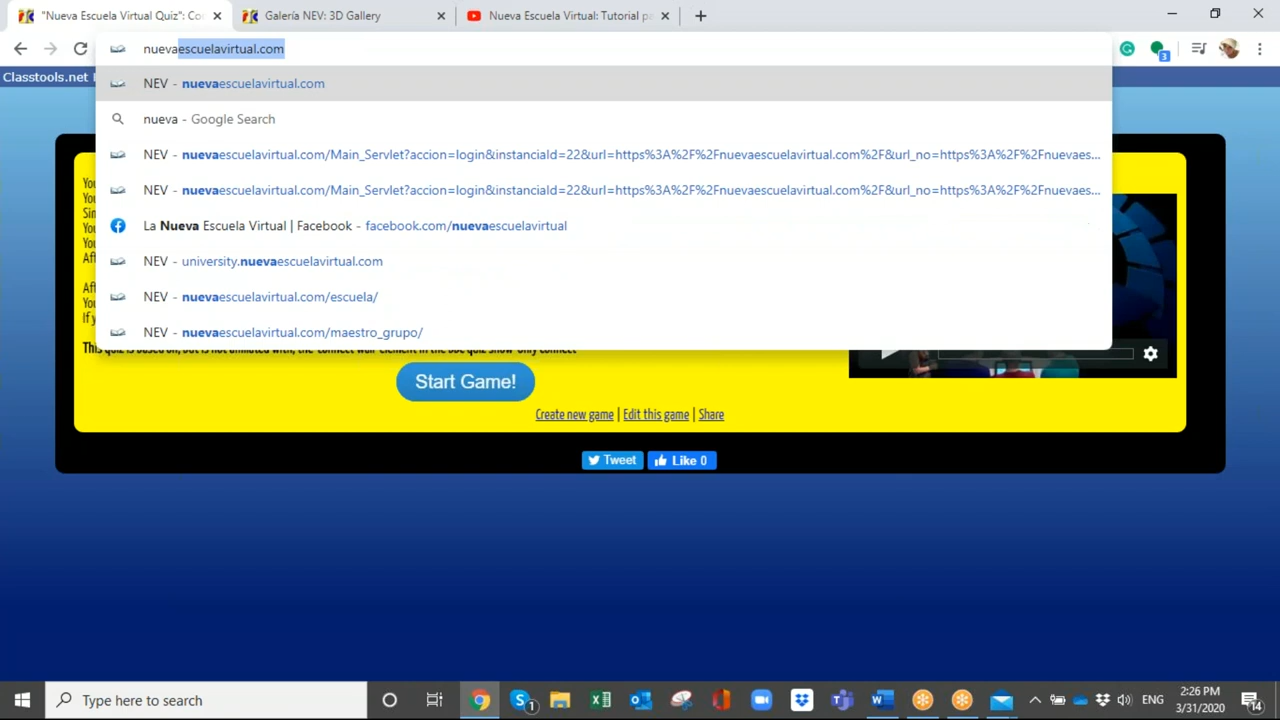 "Nueva Escuela Virtual Quiz": Co
Galería NEV: 3D Gallery
Nueva Escuela Virtual: Tutorial pa
nuevaescuelavirtual.com
3
Classtools.net
NEV - nuevaescuelavirtual.com
nueva - Google Search
NEV - nuevaescuelavirtual.com/Main_Servlet?accion=login&instanciaId=22&url=https%3A%2F%2Fnuevaescuelavirtual.com%2F&url_no=https%3A%2F%2Fnuevaes...
NEV - nuevaescuelavirtual.com/Main_Servlet?accion=login&instanciaId=22&url=https%3A%2F%2Fnuevaescuelavirtual.com%2F&url_no=https%3A%2F%2Fnuevaes...
La Nueva Escuela Virtual | Facebook - facebook.com/nuevaescuelavirtual
NEV - university.nuevaescuelavirtual.com
NEV - nuevaescuelavirtual.com/escuela/
NEV - nuevaescuelavirtual.com/maestro_grupo/
Start Game!
Create new game | Edit this game | Share
Tweet Like 0
Type here to search
1
ENG
2:26 PM
3/31/2020
14